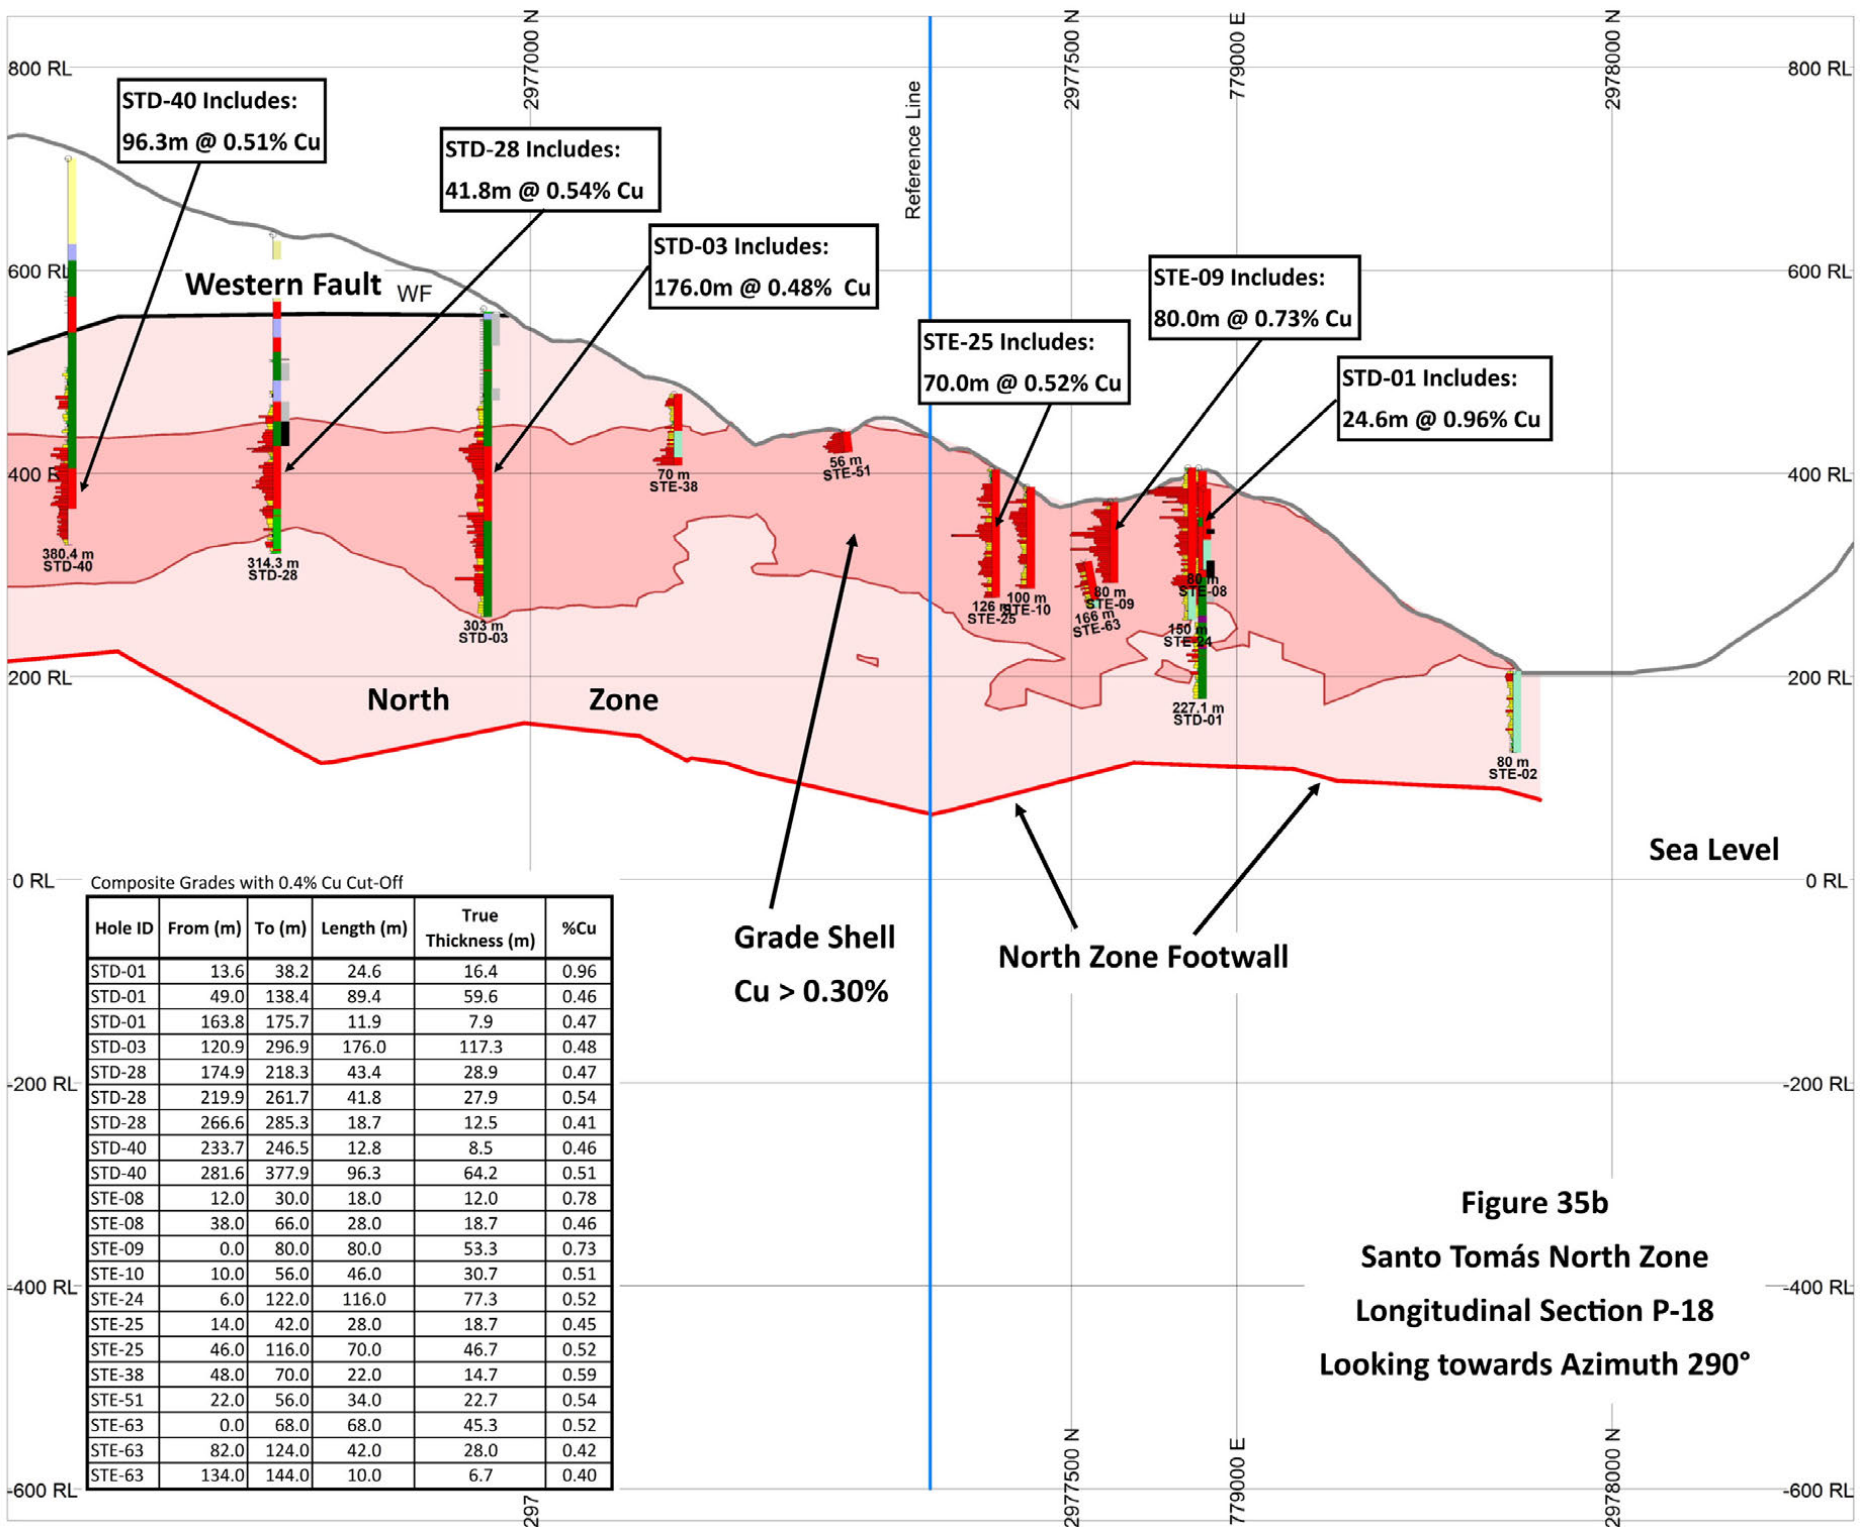 2977000 N
2977500 N
779000 E
2978000 N
800 RL
800 RL
Reference Line
STD-40 Includes:
96.3m @ 0.51% Cu
STD-28 Includes:
41.8m @ 0.54% Cu
STD-03 Includes:
176.0m @ 0.48% Cu
STE-09 Includes:
80.0m @ 0.73% Cu
STE-25 Includes:
70.0m @ 0.52% Cu
STD-01 Includes:
24.6m @ 0.96% Cu
600 RL
600 RL
Western Fault WF
400
400 RL
380.4 m
STD-40
314.3 m
STD-28
303 m
STD-03
70 m
STE-38
56 m
STE-51
126 m
STE-25
100 m
STE-10
80 m
STE-09
166 m
STE-63
80 m
STE-08
150 m
STE-24
227.1 m
STD-01
80 m
STE-02
200 RL
200 RL
North Zone
Sea Level
0 RL
0 RL
Grade Shell
Cu > 0.30%
North Zone Footwall
Composite Grades with 0.4% Cu Cut-Off
Hole ID From (m) To (m) Length (m) True Thickness (m) %Cu
STD-01 13.6 38.2 24.6 16.4 0.96
STD-01 49.0 138.4 89.4 59.6 0.46
STD-01 163.8 175.7 11.9 7.9 0.47
STD-03 120.9 296.9 176.0 117.3 0.48
STD-28 174.9 218.3 43.4 28.9 0.47
STD-28 219.9 261.7 41.8 27.9 0.54
STD-28 266.6 285.3 18.7 12.5 0.41
STD-40 233.7 246.5 12.8 8.5 0.46
STD-40 281.6 377.9 96.3 64.2 0.51
STE-08 12.0 30.0 18.0 12.0 0.78
STE-08 38.0 66.0 28.0 18.7 0.46
STE-09 0.0 80.0 80.0 53.3 0.73
STE-10 10.0 56.0 46.0 30.7 0.51
STE-24 6.0 122.0 116.0 77.3 0.52
STE-25 14.0 42.0 28.0 18.7 0.45
STE-25 46.0 116.0 70.0 46.7 0.52
STE-38 48.0 70.0 22.0 14.7 0.59
STE-51 22.0 56.0 34.0 22.7 0.54
STE-63 0.0 68.0 68.0 45.3 0.52
STE-63 82.0 124.0 42.0 28.0 0.42
STE-63 134.0 144.0 10.0 6.7 0.40
-200 RL
-200 RL
-400 RL
-400 RL
-600 RL
-600 RL
Figure 35b
Santo Tomás North Zone
Longitudinal Section P-18
Looking towards Azimuth 290°
297
2977500 N
779000 E
2978000 N